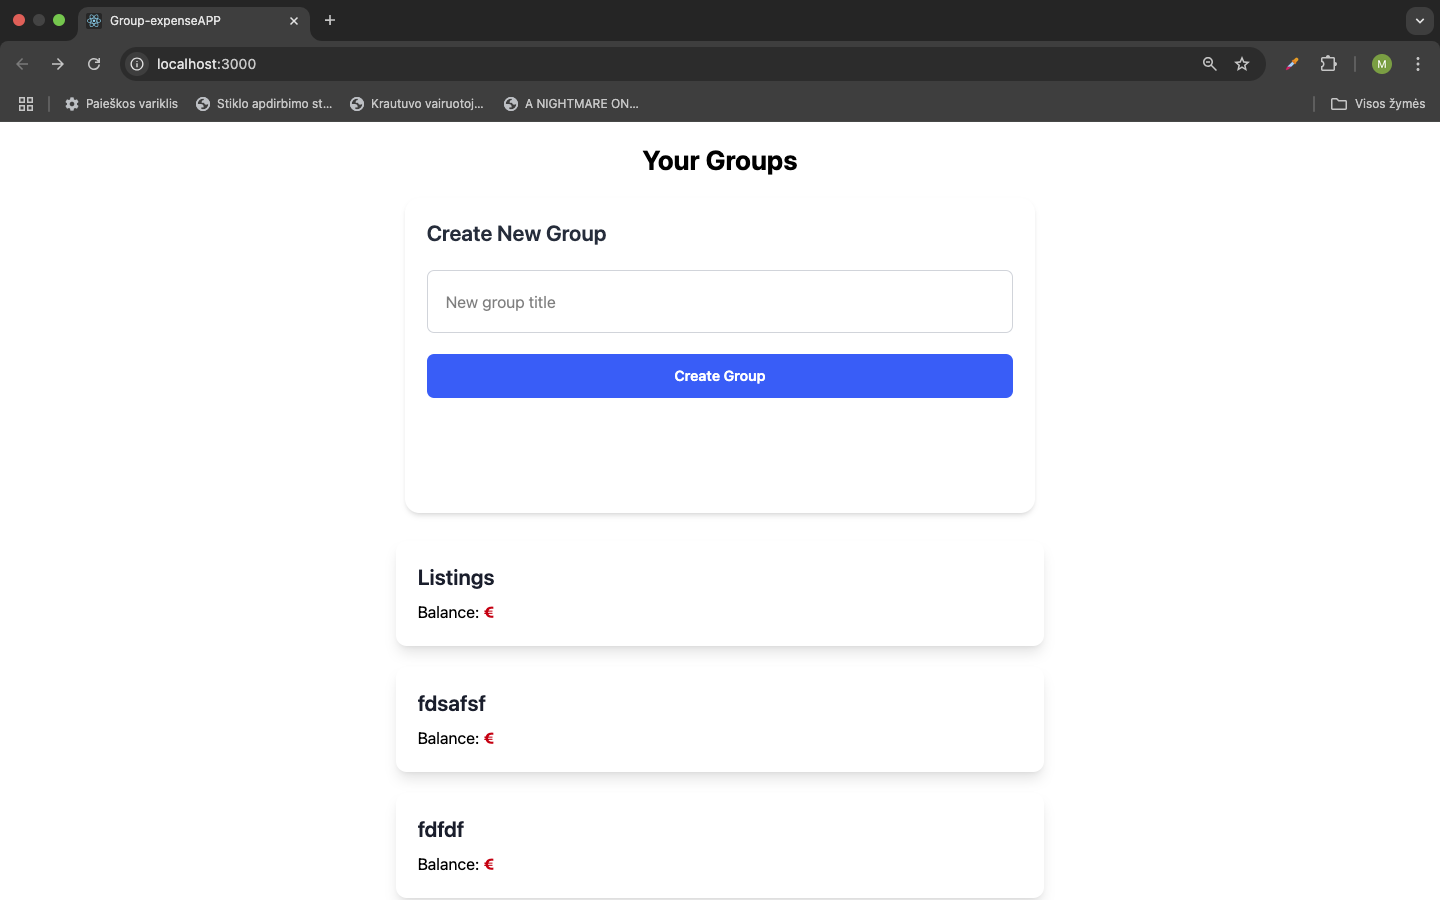 Group-expenseAPP
localhost:3000
M
Paieškos variklis
Stiklo apdirbimo st...
Krautuvo vairuotoj...
A NIGHTMARE ON...
Visos žymės
Your Groups
Create New Group
New group title
Create Group
Listings
Balance: €
fdsafsf
Balance: €
fdfdf
Balance: €